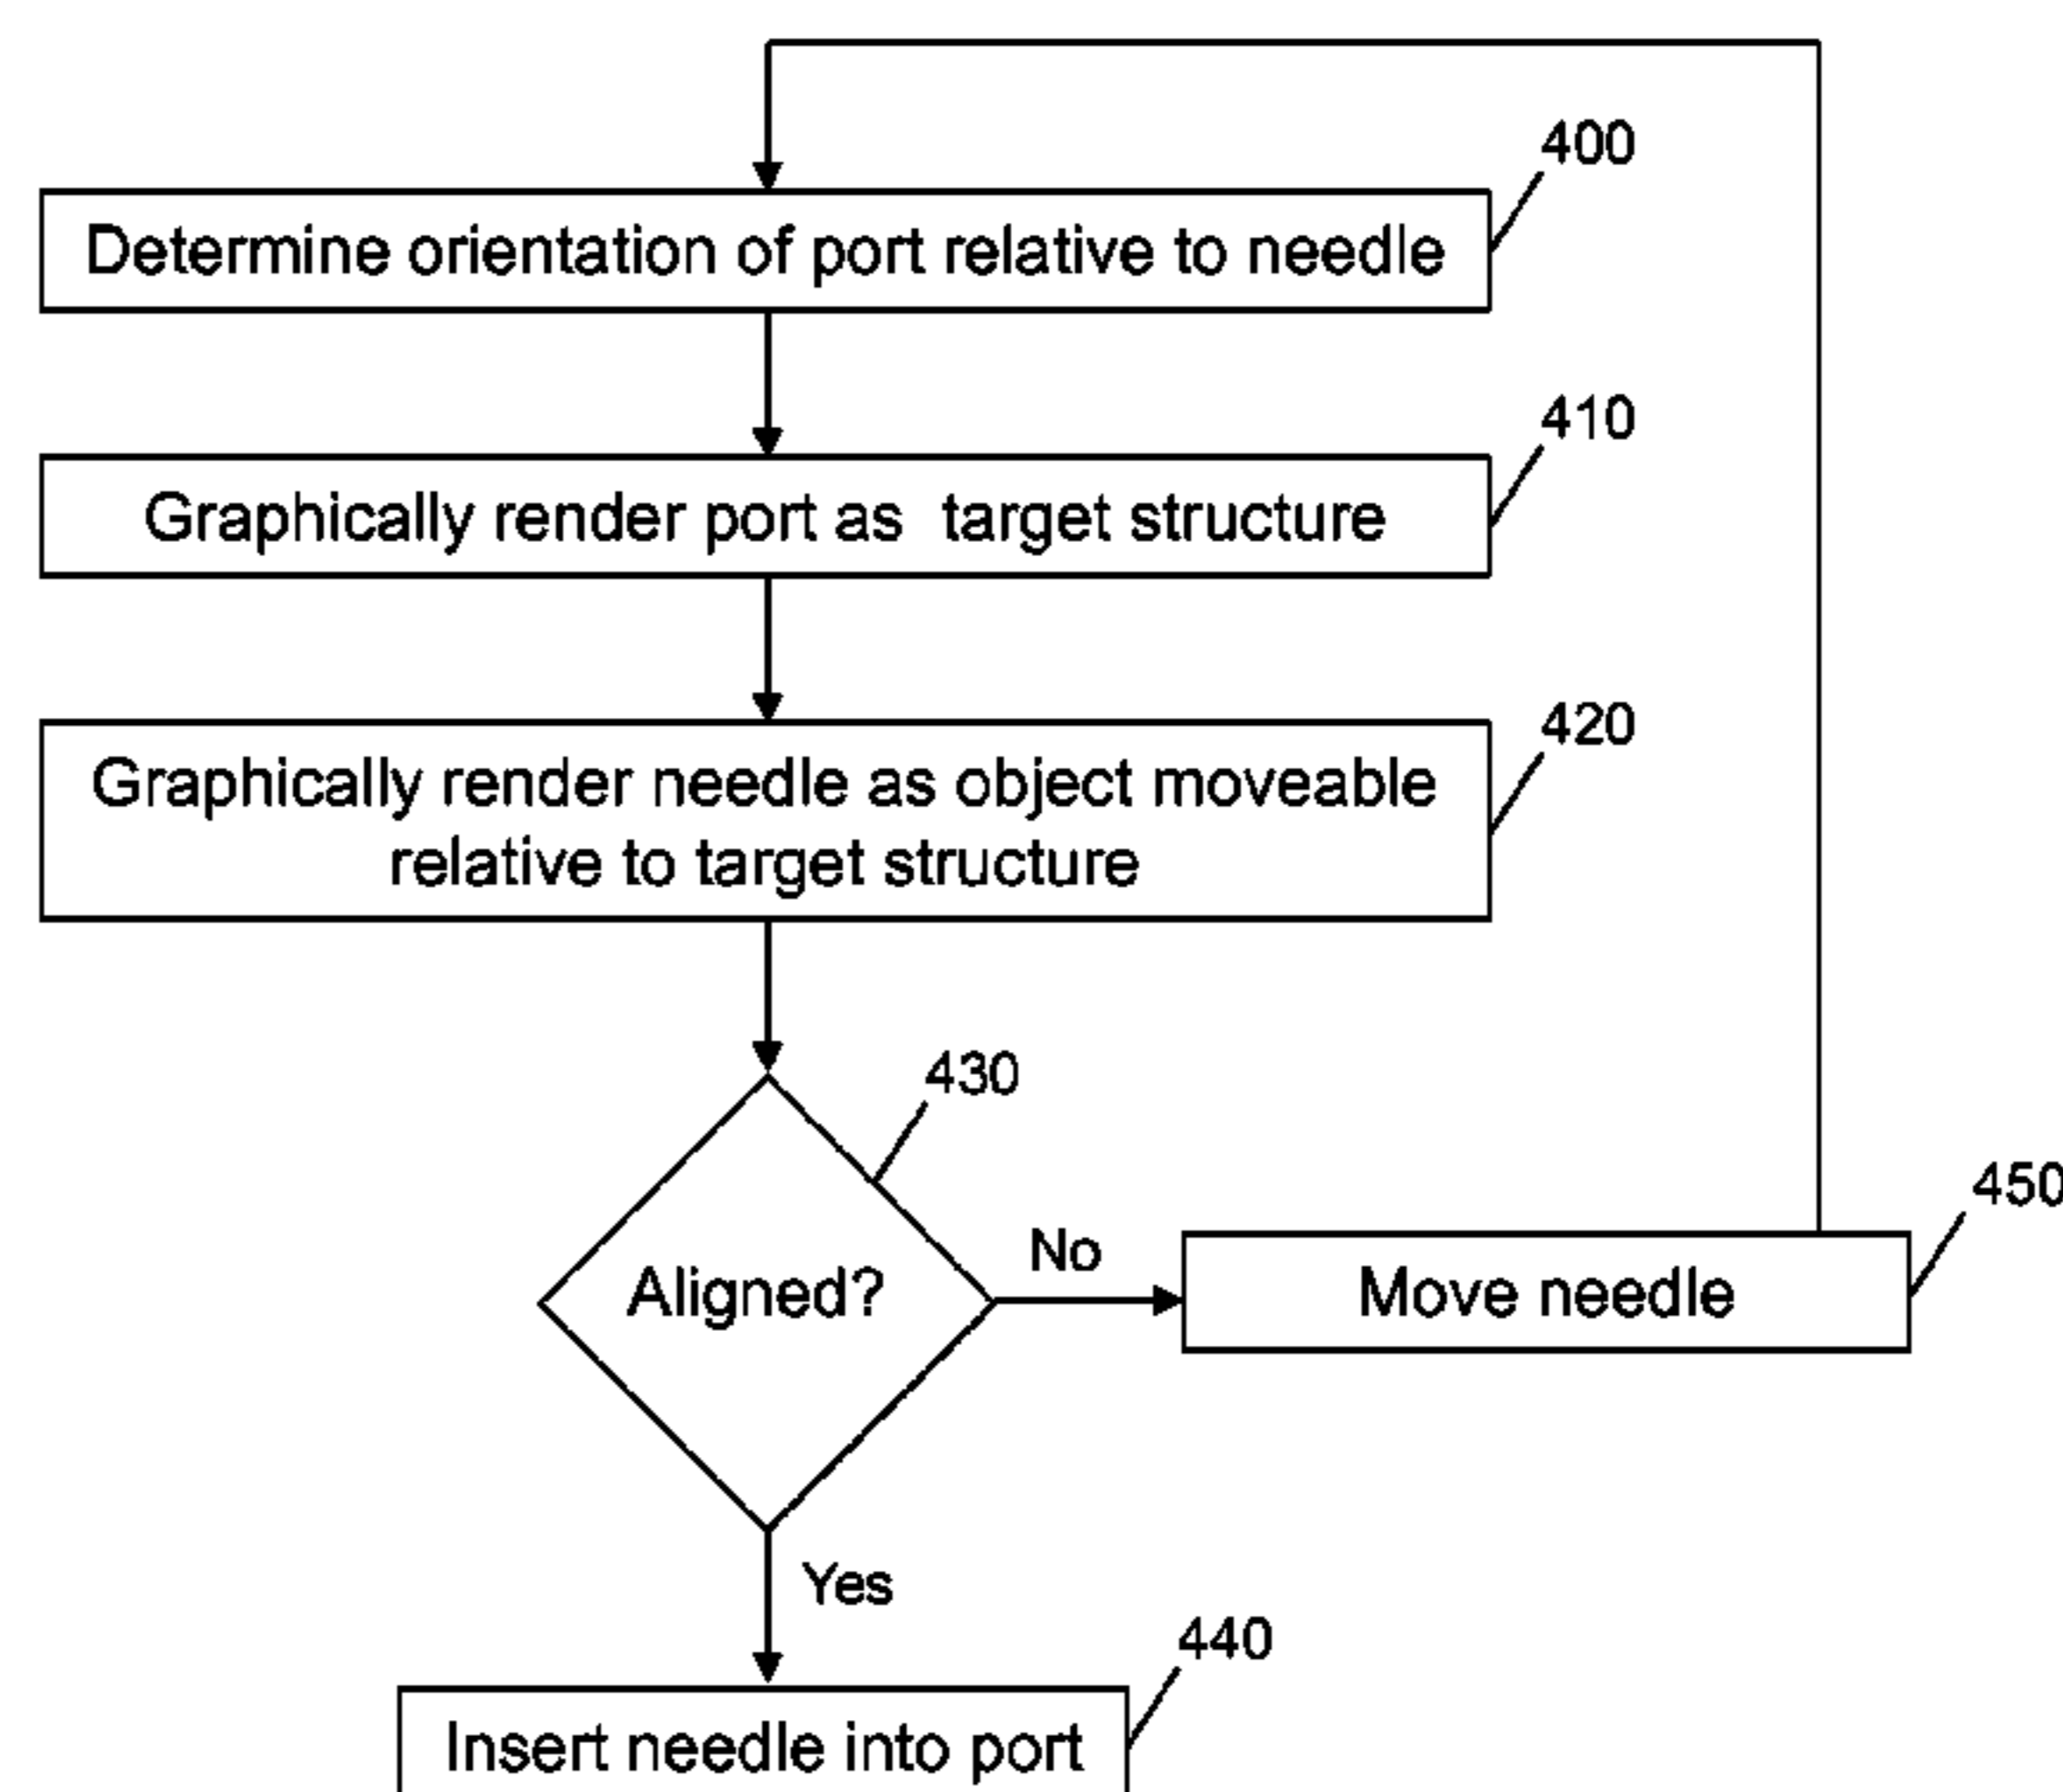 400
Determine orientation of port relative to needle
410
Graphically render port as target structure
420
Graphically render needle as object moveable
relative to target structure
430
Aligned?
No
450
Move needle
Yes
440
Insert needle into port